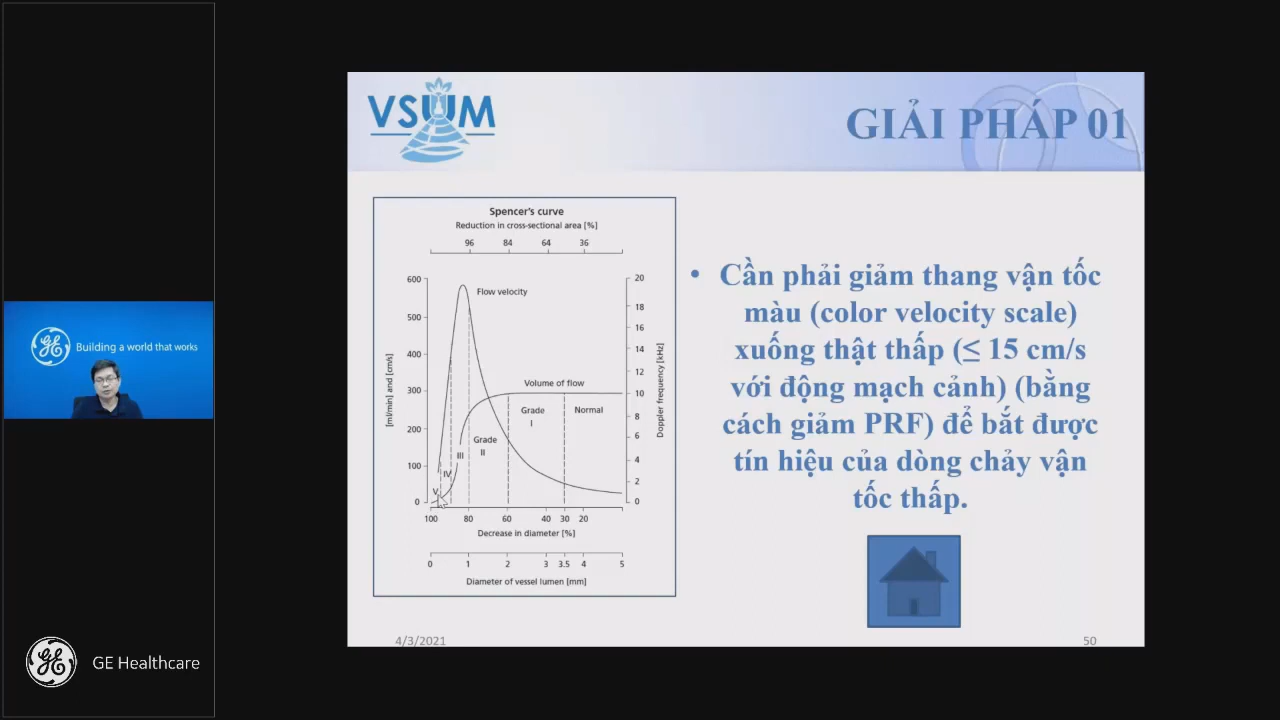 VSUM
GIẢI PHÁP 01
Spencer's curve
Reduction in cross-sectional area [%]
96 84 64 36
600
500
400
300
200
100
0
[ml/min] and [cm/s]
20
18
16
14
12
10
8
6
4
2
0
Doppler frequency [kHz]
Flow velocity
Volume of flow
Grade
I
Normal
Grade
II
III
IV
V
100 80 60 40 30 20
Decrease in diameter [%]
0 1 2 3 3.5 4 5
Diameter of vessel lumen [mm]
• Cần phải giảm thang vận tốc
màu (color velocity scale)
xuống thật thấp (≤ 15 cm/s
với động mạch cảnh) (bằng
cách giảm PRF) để bắt được
tín hiệu của dòng chảy vận
tốc thấp.
4/3/2021
50
Building a world that works
GE Healthcare